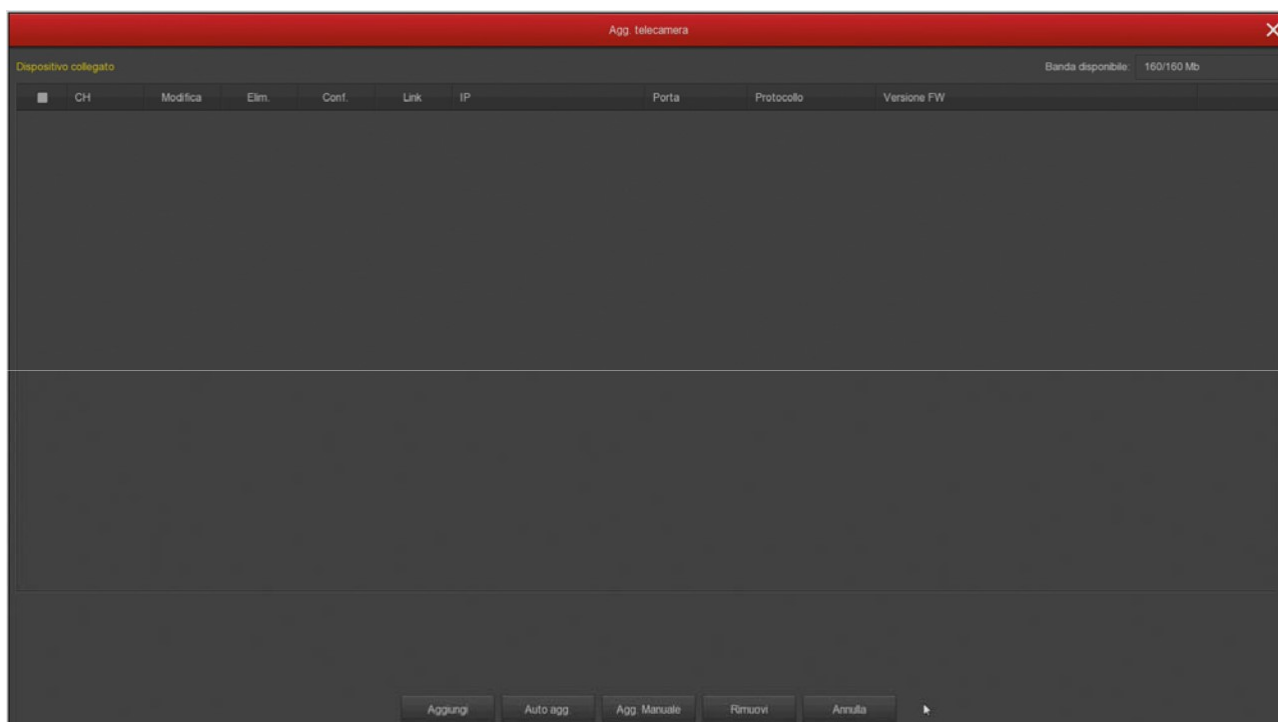 Agg. telecamera
Dispositivo collegato Banda disponibile: 160/160 Mb
CH Modifica Elim. Conf. Link IP Porta Protocollo Versione FW
Aggiungi Auto agg. Agg. Manuale Rimuovi Annulla